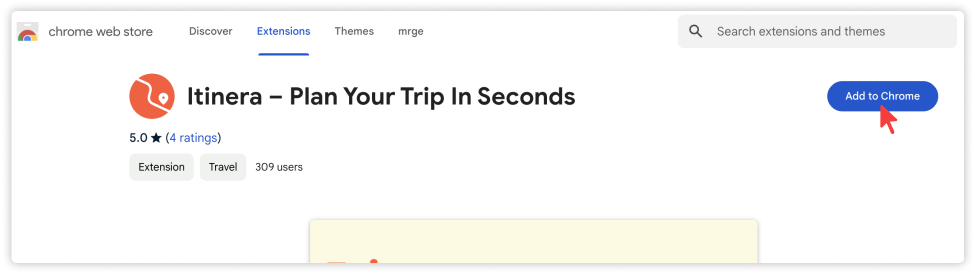 chrome web store Discover Extensions Themes mrge Search extensions and themes
Itinera – Plan Your Trip In Seconds Add to Chrome
5.0 ★ (4 ratings)
Extension Travel 309 users